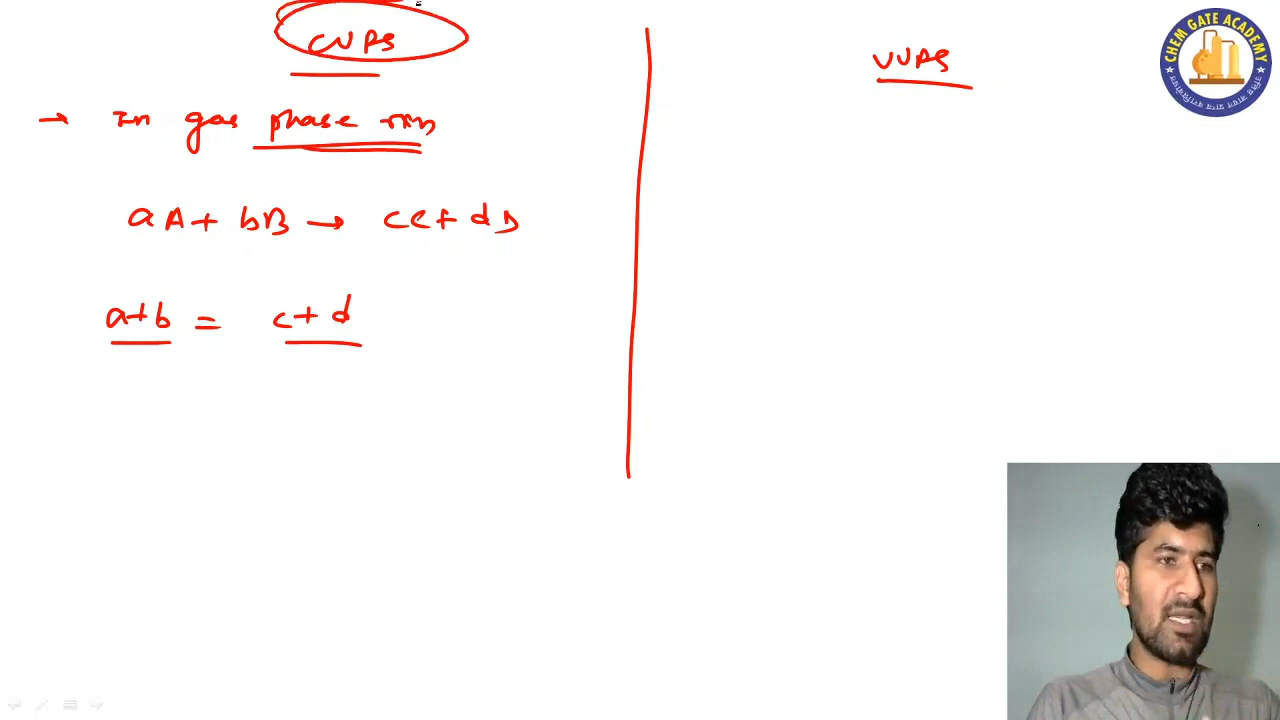 CVRS
→ In gas phase rxn
aA + bB → cC + dD
a+b = c+d
VVRS
CHEM GATE ACADEMY